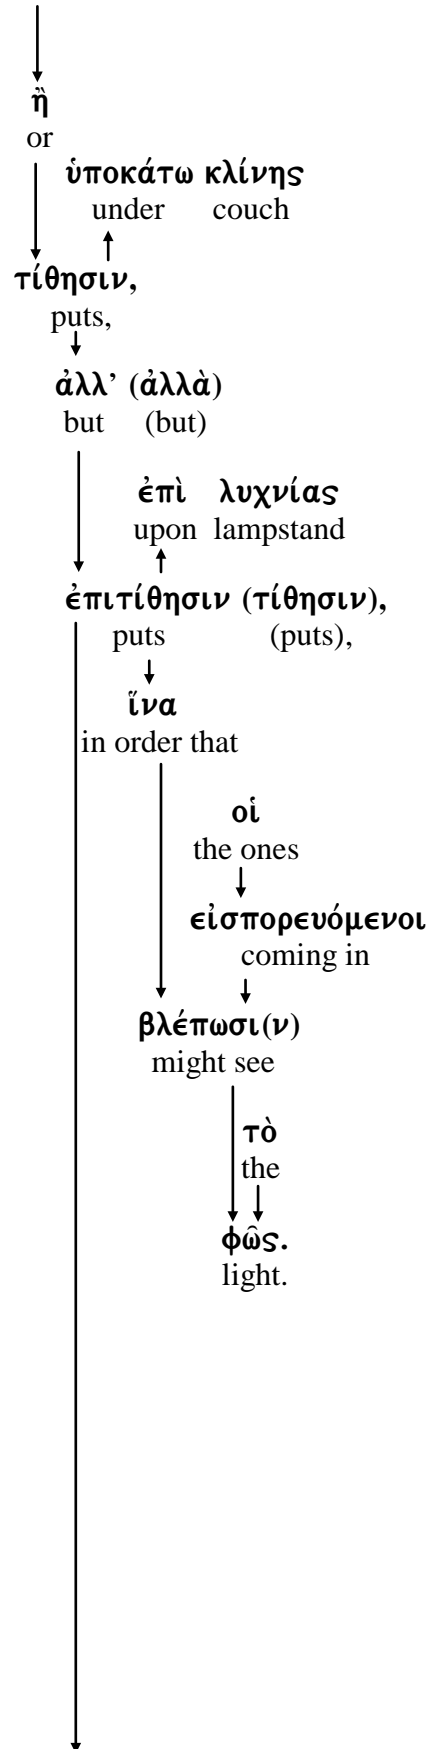 ἢ
or
ὑποκάτω κλίνης
under couch
τίθησιν,
puts,
ἀλλ’ (ἀλλὰ)
but (but)
ἐπὶ λυχνίας
upon lampstand
ἐπιτίθησιν (τίθησιν),
puts (puts),
ἵνα
in order that
οἱ
the ones
εἰσπορευόμενοι
coming in
βλέπωσι(ν)
might see
τὸ
the
φῶς.
light.